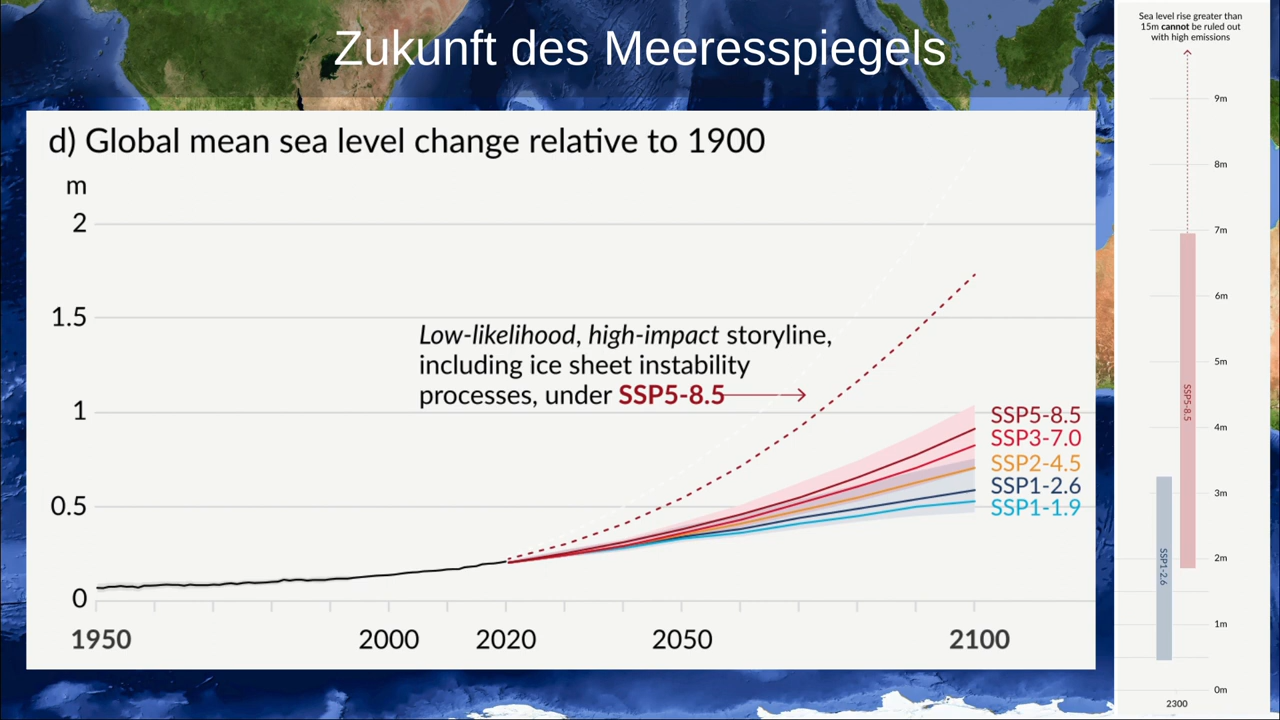 Zukunft des Meeresspiegels
d) Global mean sea level change relative to 1900
m
2
1.5
1
0.5
0
Low-likelihood, high-impact storyline,
including ice sheet instability
processes, under SSP5-8.5
SSP5-8.5
SSP3-7.0
SSP2-4.5
SSP1-2.6
SSP1-1.9
1950
2000
2020
2050
2100
Sea level rise greater than
15m cannot be ruled out
with high emissions
9m
8m
7m
6m
5m
4m
3m
2m
1m
0m
SSP5-8.5
SSP1-2.6
2300